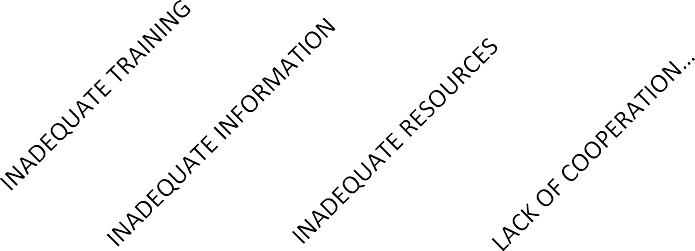 INADEQUATE TRAINING
INADEQUATE INFORMATION
INADEQUATE RESOURCES
LACK OF COOPERATION...